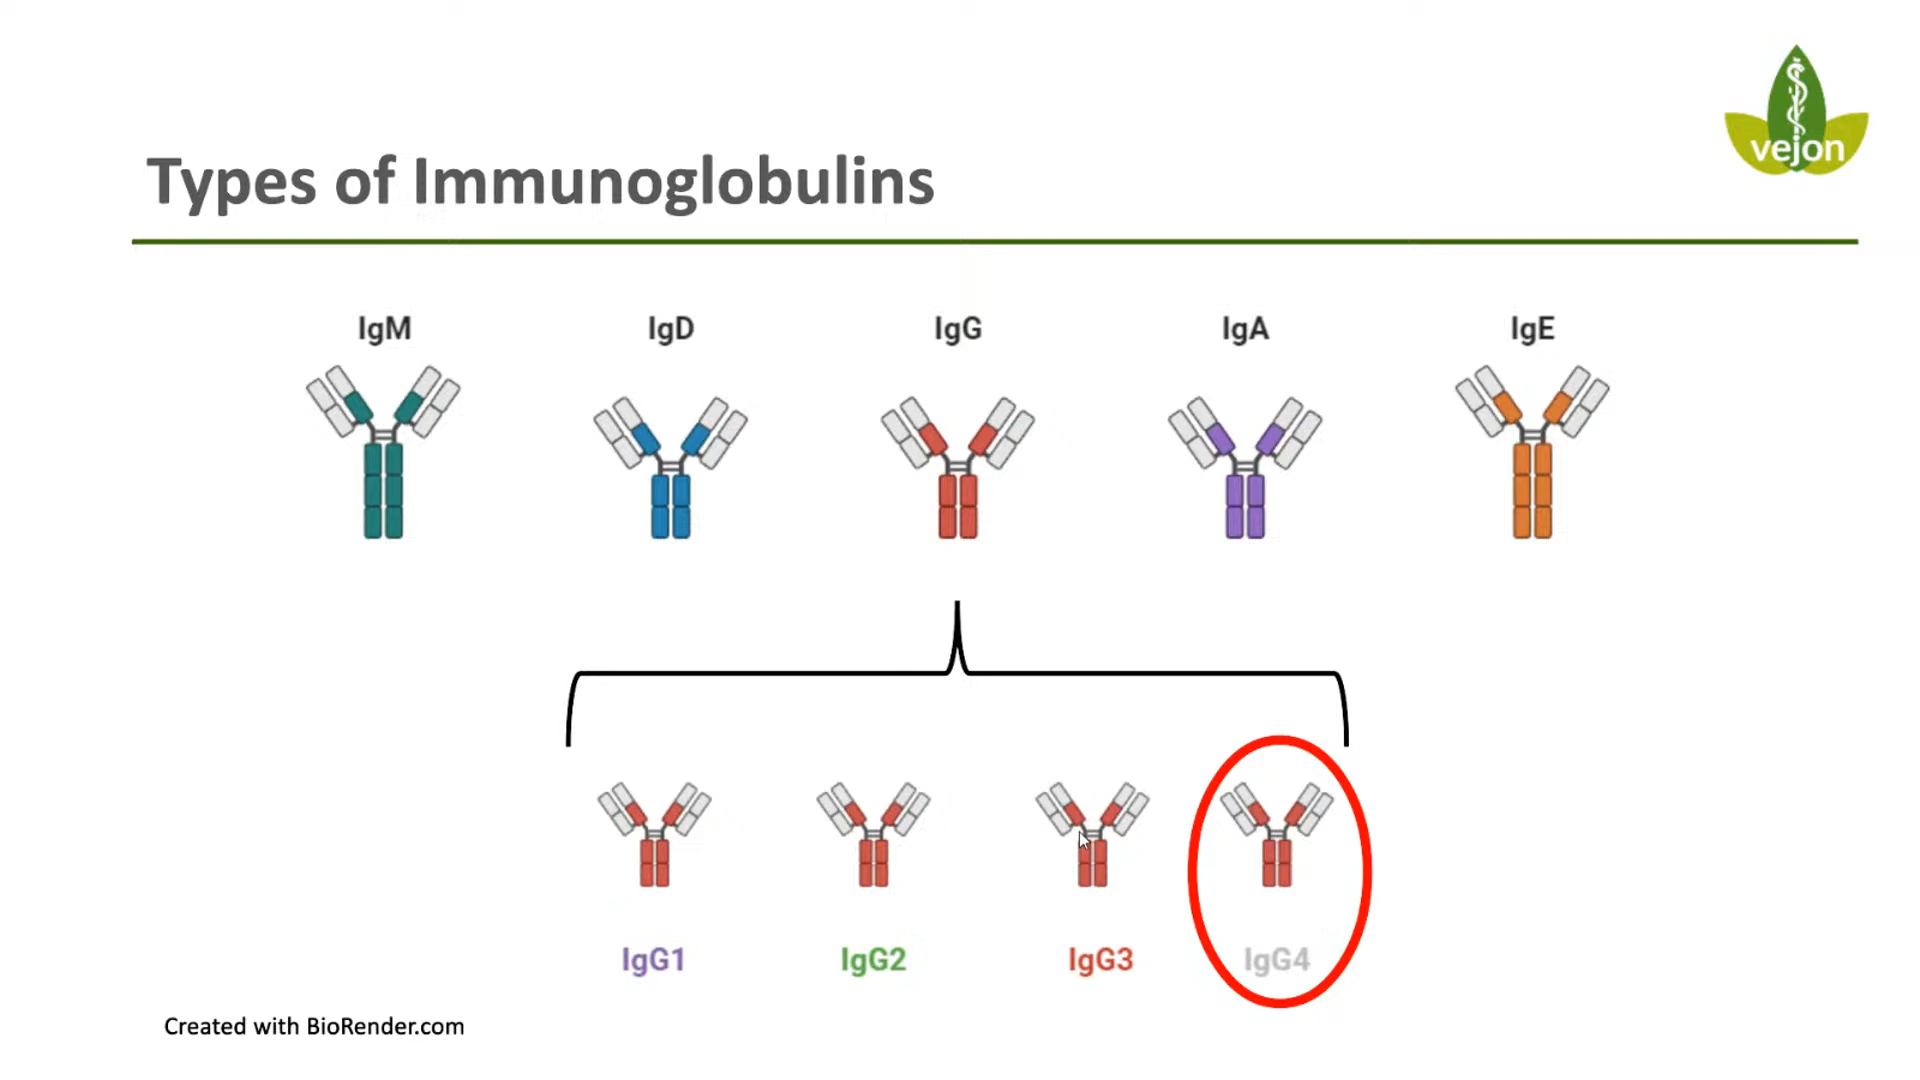 vejon
Types of Immunoglobulins
IgM IgD IgG IgA IgE
IgG1 IgG2 IgG3 IgG4
Created with BioRender.com